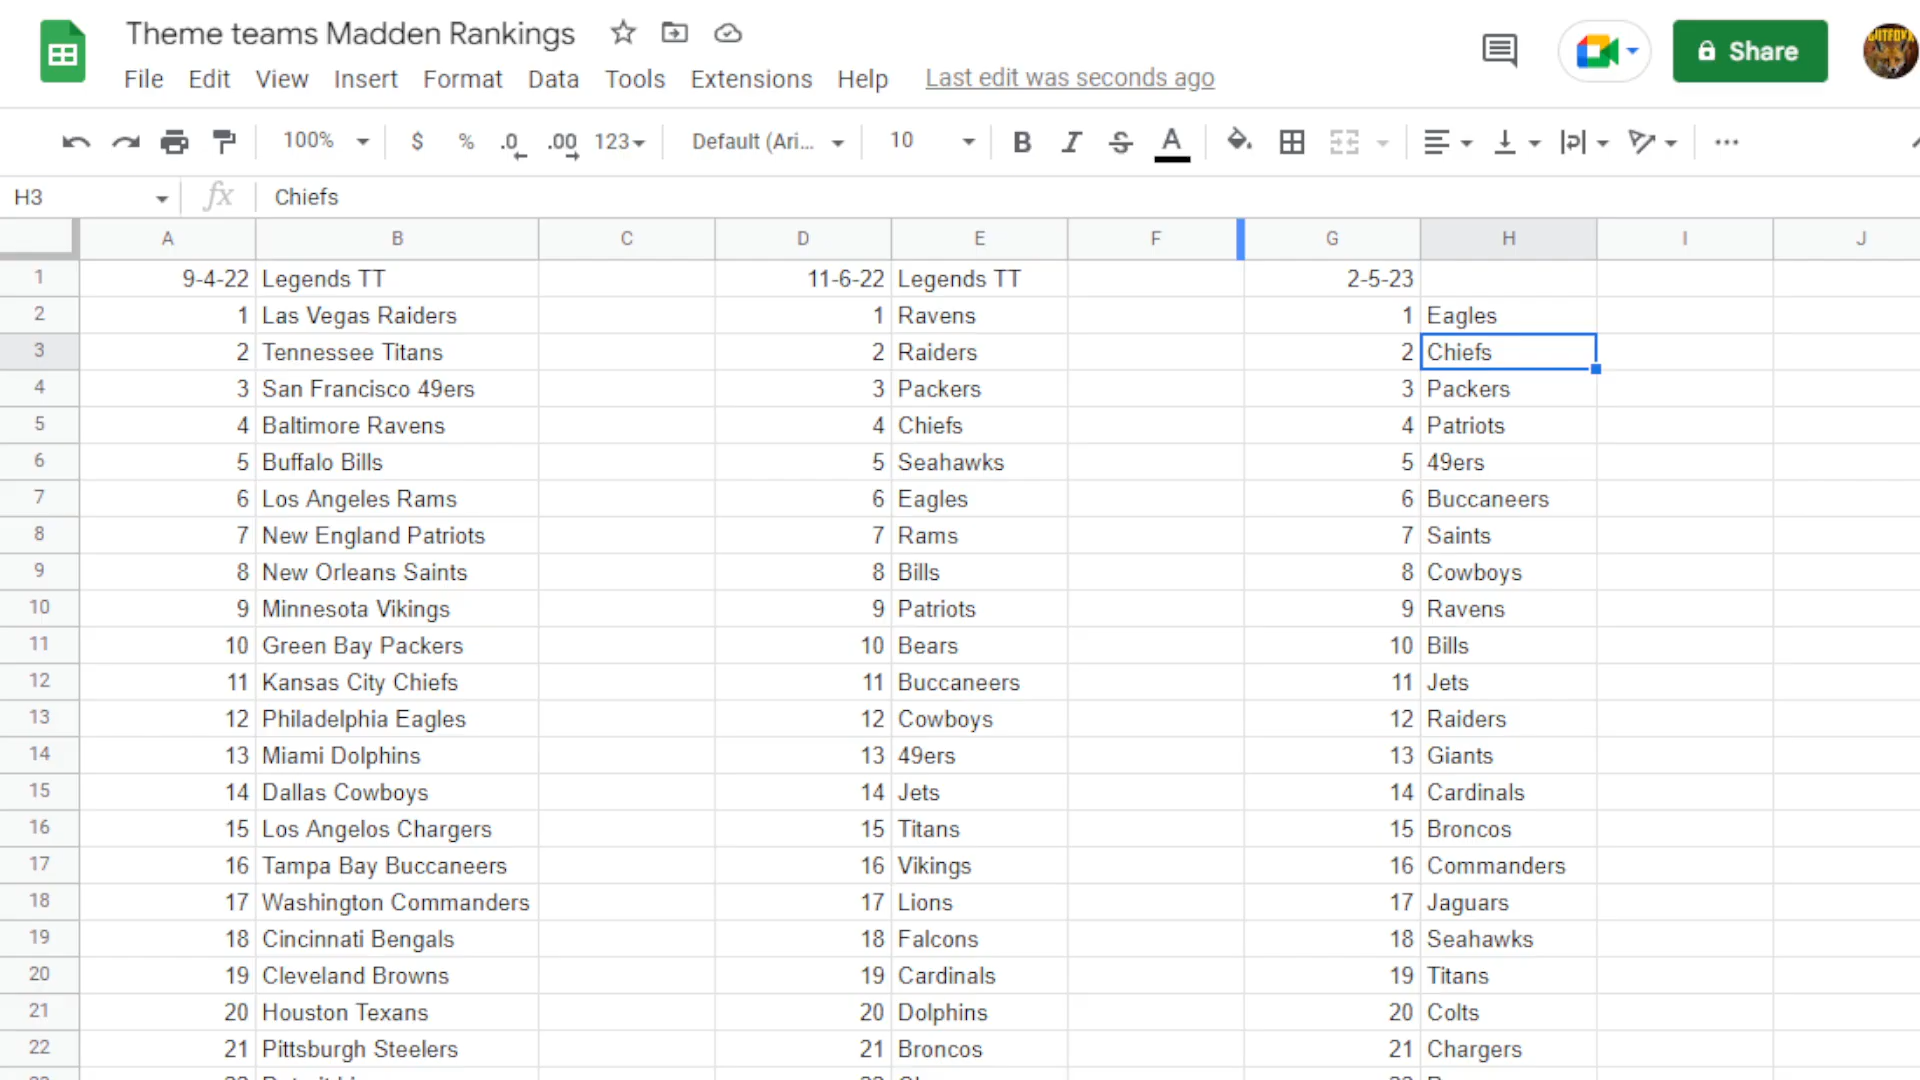 Theme teams Madden Rankings
File Edit View Insert Format Data Tools Extensions Help Last edit was seconds ago
Share
100% $ % .0 .00 123 Default (Ari... 10 B I S A
H3 fx Chiefs
A B C D E F G H I J
1 9-4-22 Legends TT 11-6-22 Legends TT 2-5-23
2 1 Las Vegas Raiders 1 Ravens 1 Eagles
3 2 Tennessee Titans 2 Raiders 2 Chiefs
4 3 San Francisco 49ers 3 Packers 3 Packers
5 4 Baltimore Ravens 4 Chiefs 4 Patriots
6 5 Buffalo Bills 5 Seahawks 5 49ers
7 6 Los Angeles Rams 6 Eagles 6 Buccaneers
8 7 New England Patriots 7 Rams 7 Saints
9 8 New Orleans Saints 8 Bills 8 Cowboys
10 9 Minnesota Vikings 9 Patriots 9 Ravens
11 10 Green Bay Packers 10 Bears 10 Bills
12 11 Kansas City Chiefs 11 Buccaneers 11 Jets
13 12 Philadelphia Eagles 12 Cowboys 12 Raiders
14 13 Miami Dolphins 13 49ers 13 Giants
15 14 Dallas Cowboys 14 Jets 14 Cardinals
16 15 Los Angelos Chargers 15 Titans 15 Broncos
17 16 Tampa Bay Buccaneers 16 Vikings 16 Commanders
18 17 Washington Commanders 17 Lions 17 Jaguars
19 18 Cincinnati Bengals 18 Falcons 18 Seahawks
20 19 Cleveland Browns 19 Cardinals 19 Titans
21 20 Houston Texans 20 Dolphins 20 Colts
22 21 Pittsburgh Steelers 21 Broncos 21 Chargers